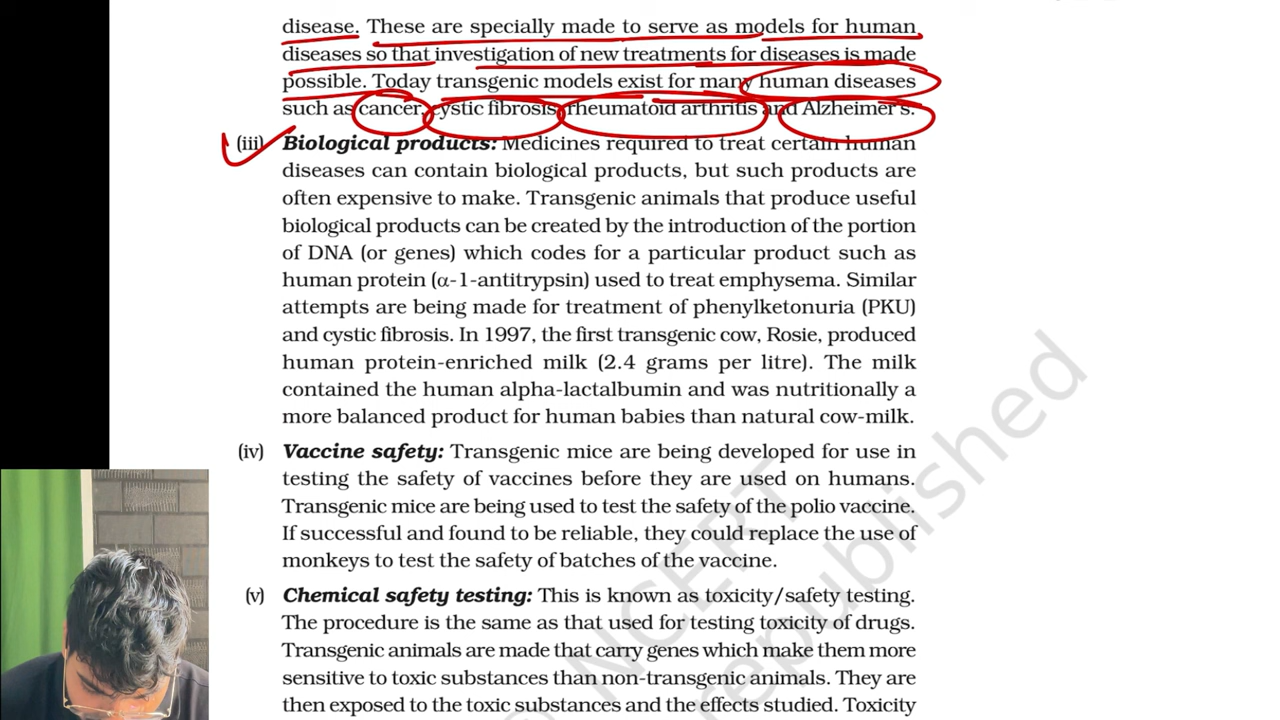 disease. These are specially made to serve as models for human
diseases so that investigation of new treatments for diseases is made
possible. Today transgenic models exist for many human diseases
such as cancer, cystic fibrosis, rheumatoid arthritis and Alzheimer's.
(iii) Biological products: Medicines required to treat certain human
diseases can contain biological products, but such products are
often expensive to make. Transgenic animals that produce useful
biological products can be created by the introduction of the portion
of DNA (or genes) which codes for a particular product such as
human protein (α-1-antitrypsin) used to treat emphysema. Similar
attempts are being made for treatment of phenylketonuria (PKU)
and cystic fibrosis. In 1997, the first transgenic cow, Rosie, produced
human protein-enriched milk (2.4 grams per litre). The milk
contained the human alpha-lactalbumin and was nutritionally a
more balanced product for human babies than natural cow-milk.
(iv) Vaccine safety: Transgenic mice are being developed for use in
testing the safety of vaccines before they are used on humans.
Transgenic mice are being used to test the safety of the polio vaccine.
If successful and found to be reliable, they could replace the use of
monkeys to test the safety of batches of the vaccine.
(v) Chemical safety testing: This is known as toxicity/safety testing.
The procedure is the same as that used for testing toxicity of drugs.
Transgenic animals are made that carry genes which make them more
sensitive to toxic substances than non-transgenic animals. They are
then exposed to the toxic substances and the effects studied. Toxicity
NCERT
republished